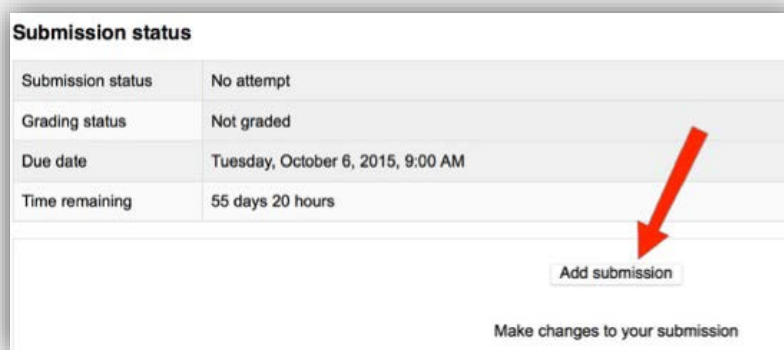 Submission status
Submission status No attempt
Grading status Not graded
Due date Tuesday, October 6, 2015, 9:00 AM
Time remaining 55 days 20 hours
Add submission
Make changes to your submission